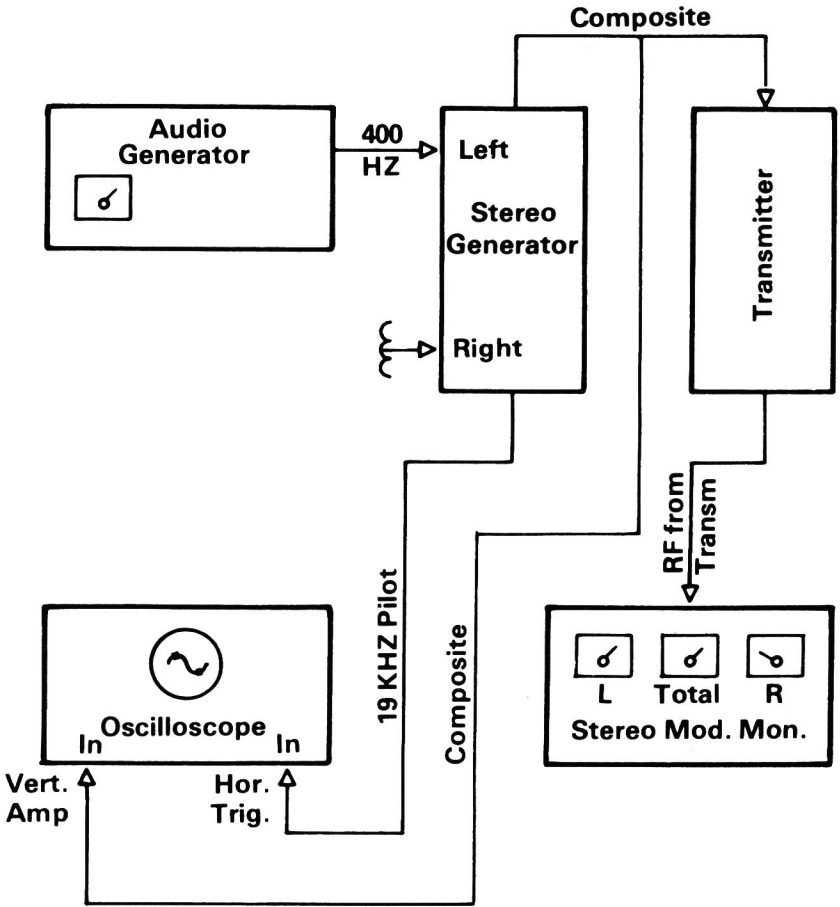 Composite
Audio
Generator
400
HZ
Left
Stereo
Generator
Right
Transmitter
RF from
Transm
19 KHZ Pilot
Composite
Oscilloscope
In
In
Vert.
Amp
Hor.
Trig.
L
Total
R
Stereo Mod. Mon.